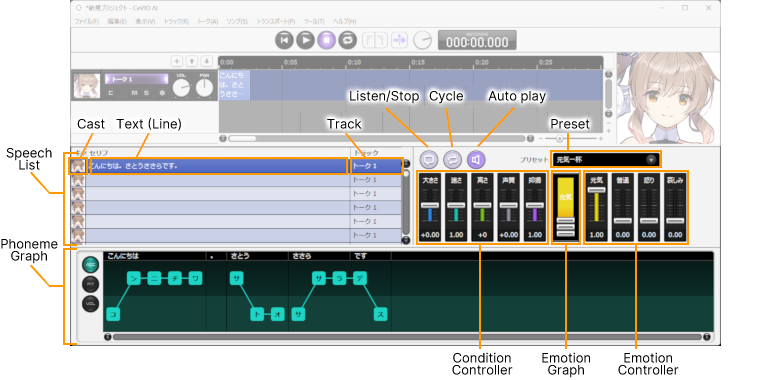 *新規プロジェクト - CeVIO AI
ファイル(F) 編集(E) 表示(V) トラック(R) トーク(A) ソング(S) トランスポート(P) ツール(T) ヘルプ(H)
000:00.000
0:00 0:05 0:10 0:15 0:20 0:25
トーク 1
VOL PAN
C M S
こんにち
は。さと
うささ…
Listen/Stop Cycle Auto play
Cast Text (Line) Track Preset
セリフ トラック
プリセット 元気一杯
Speech
List
こんにちは。さとうささらです。 トーク 1
トーク 1
トーク 1
トーク 1
トーク 1
トーク 1
大きさ 速さ 高さ 声質 抑揚 元気 元気 普通 怒り 哀しみ
+0.00 1.00 +0 +0.00 1.00 1.00 0.00 0.00 0.00
Phoneme
Graph
こんにちは 。 さとう ささら です
PIT
VOL
コ ン ニ チ ワ サ ト オ サ サ ラ デ ス
Condition
Controller
Emotion
Graph
Emotion
Controller